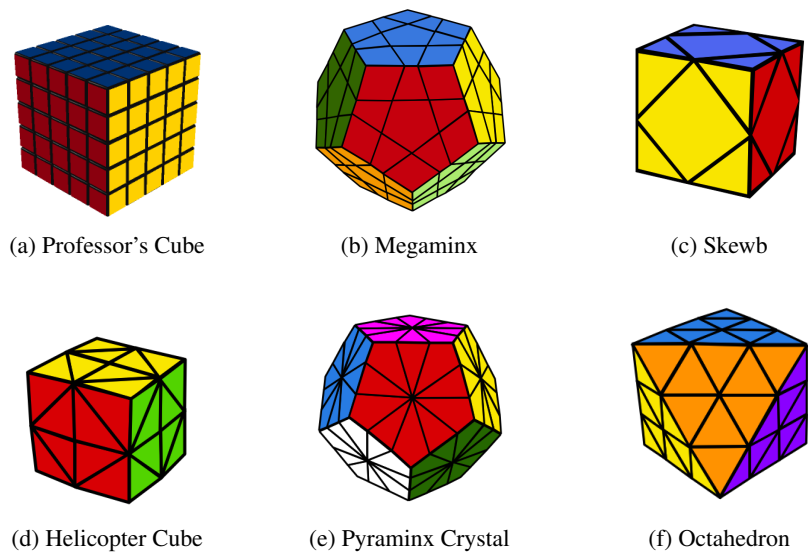 (a) Professor's Cube
(b) Megaminx
(c) Skewb
(d) Helicopter Cube
(e) Pyraminx Crystal
(f) Octahedron